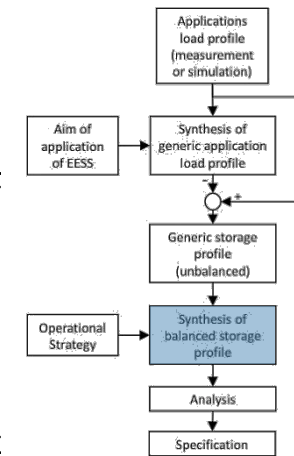 Applications
load profile
(measurement
or simulation)
Aim of
application
of EESS
Synthesis of
generic application
load profile
-
+
Generic storage
profile
(unbalanced)
Operational
Strategy
Synthesis of
balanced storage
profile
Analysis
Specification